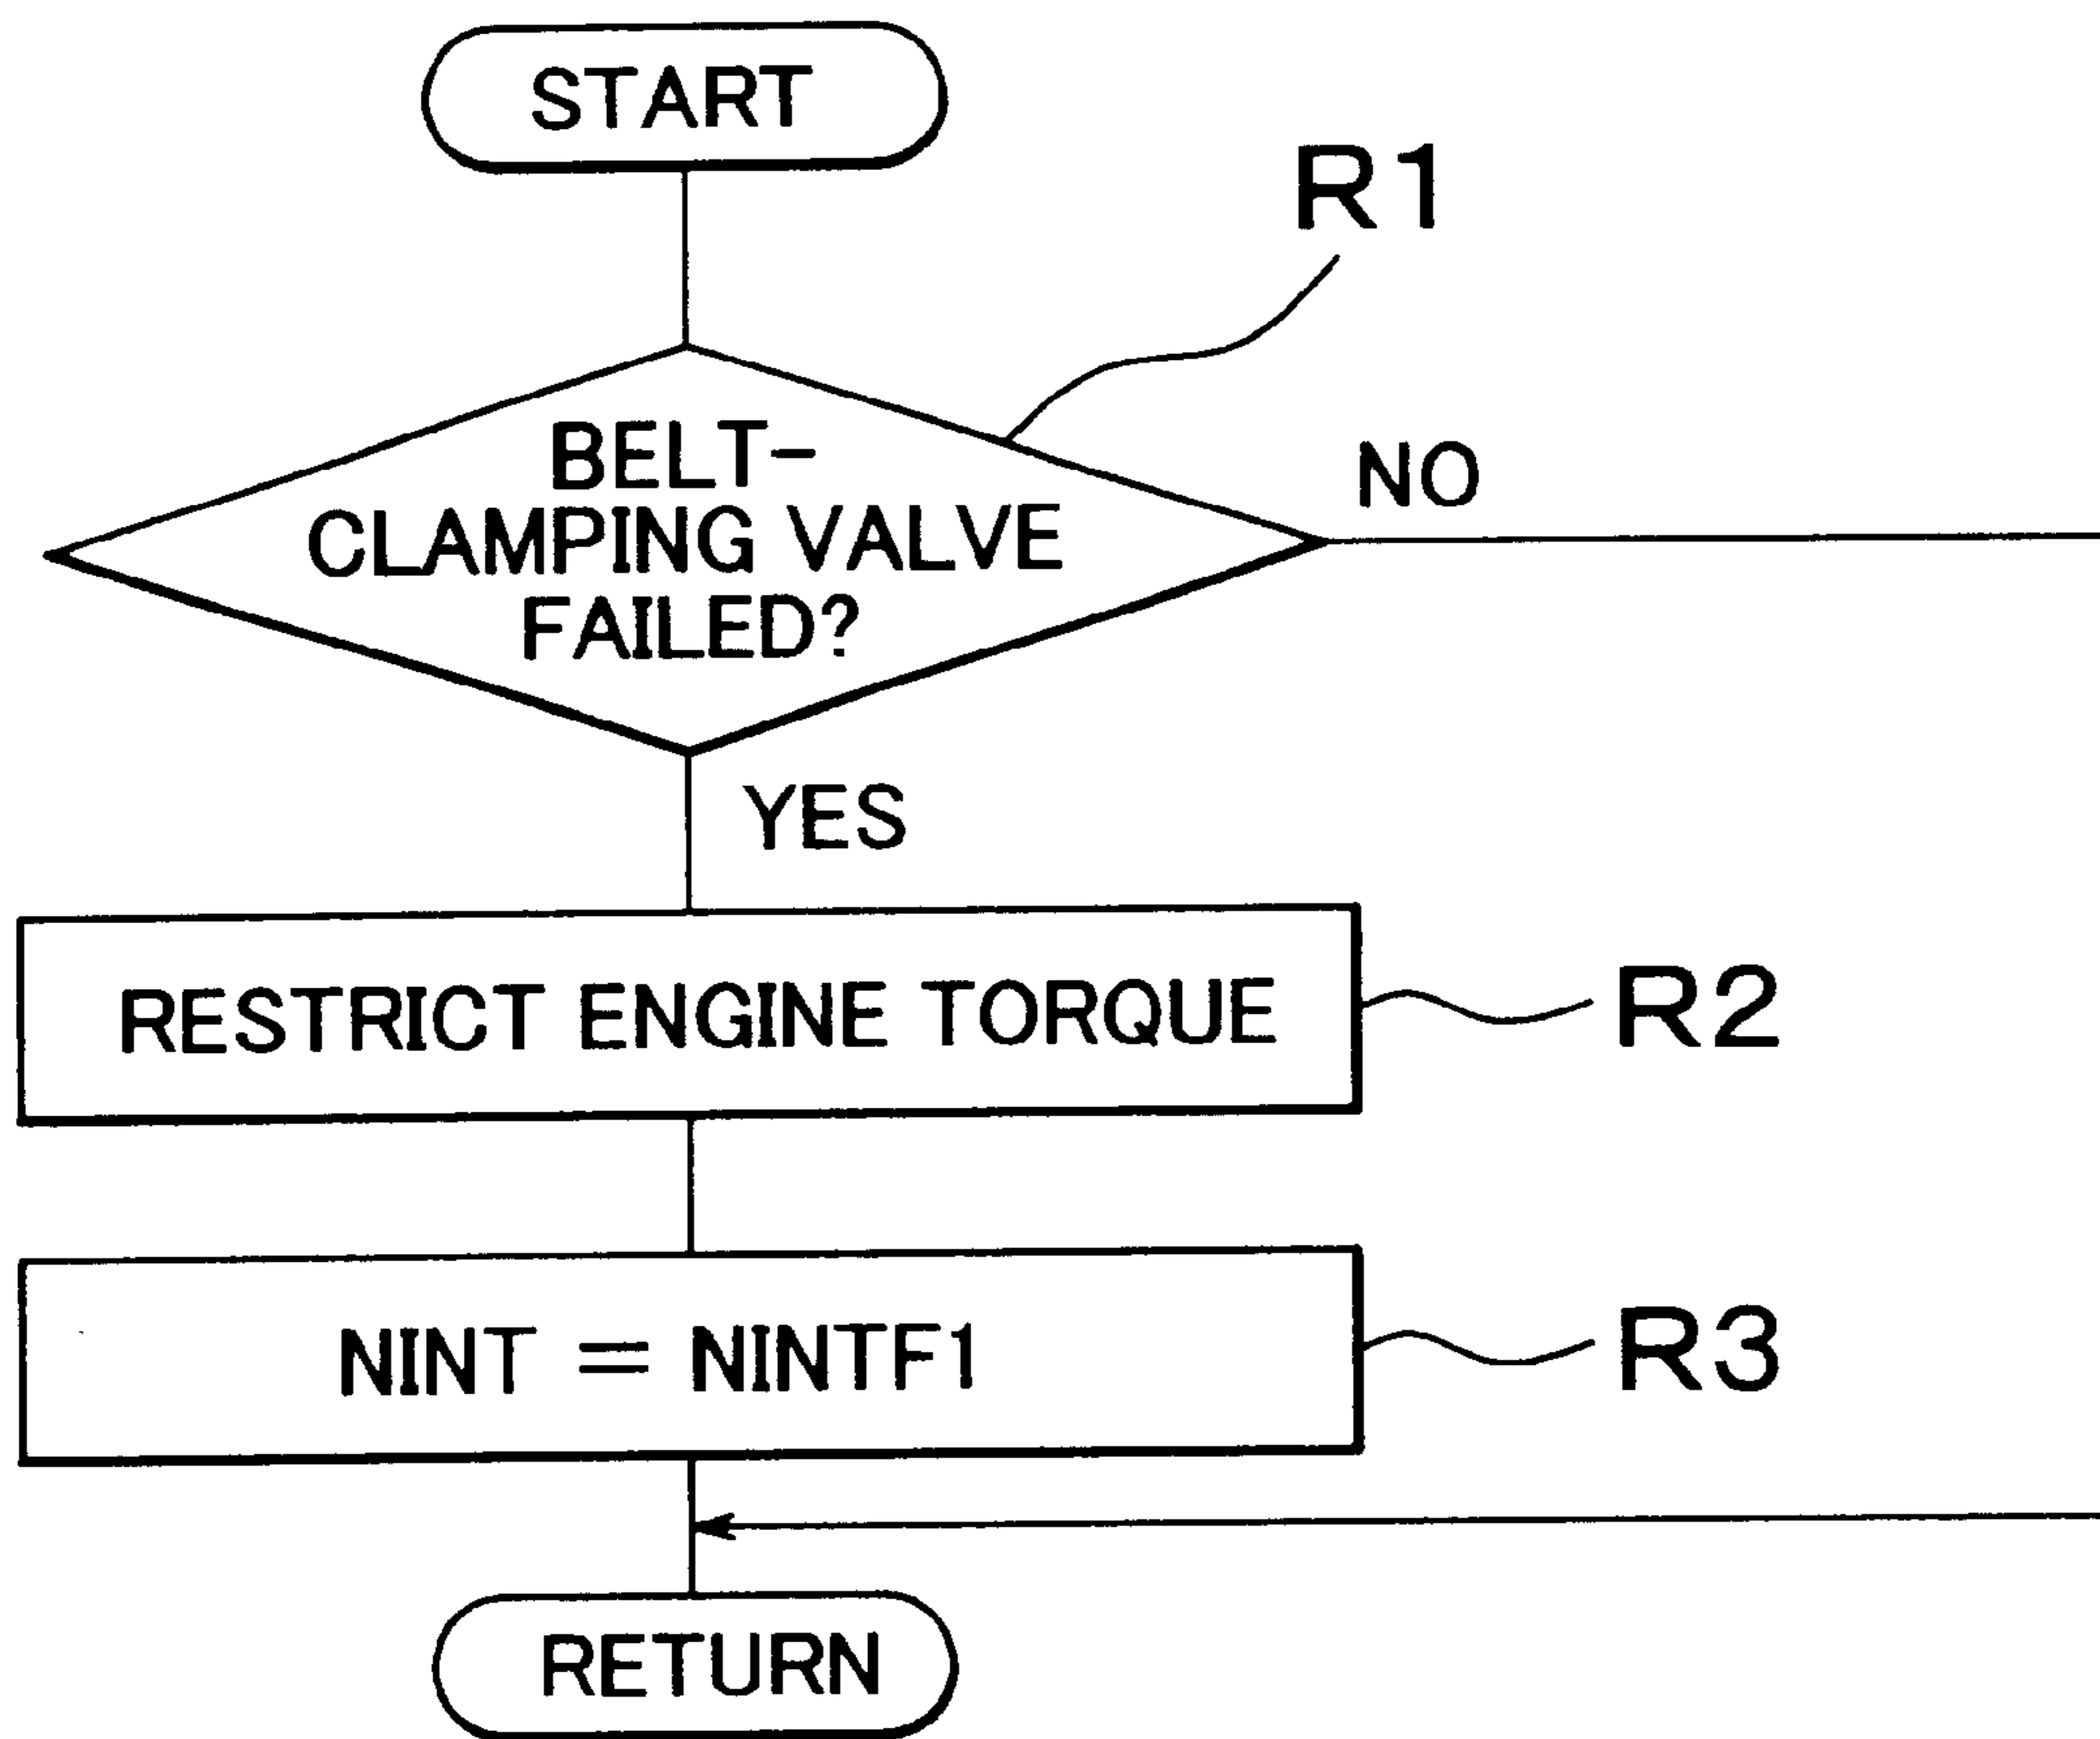 START
R1
BELT-
CLAMPING VALVE
FAILED?
NO
YES
RESTRICT ENGINE TORQUE
R2
NINT = NINTF1
R3
RETURN